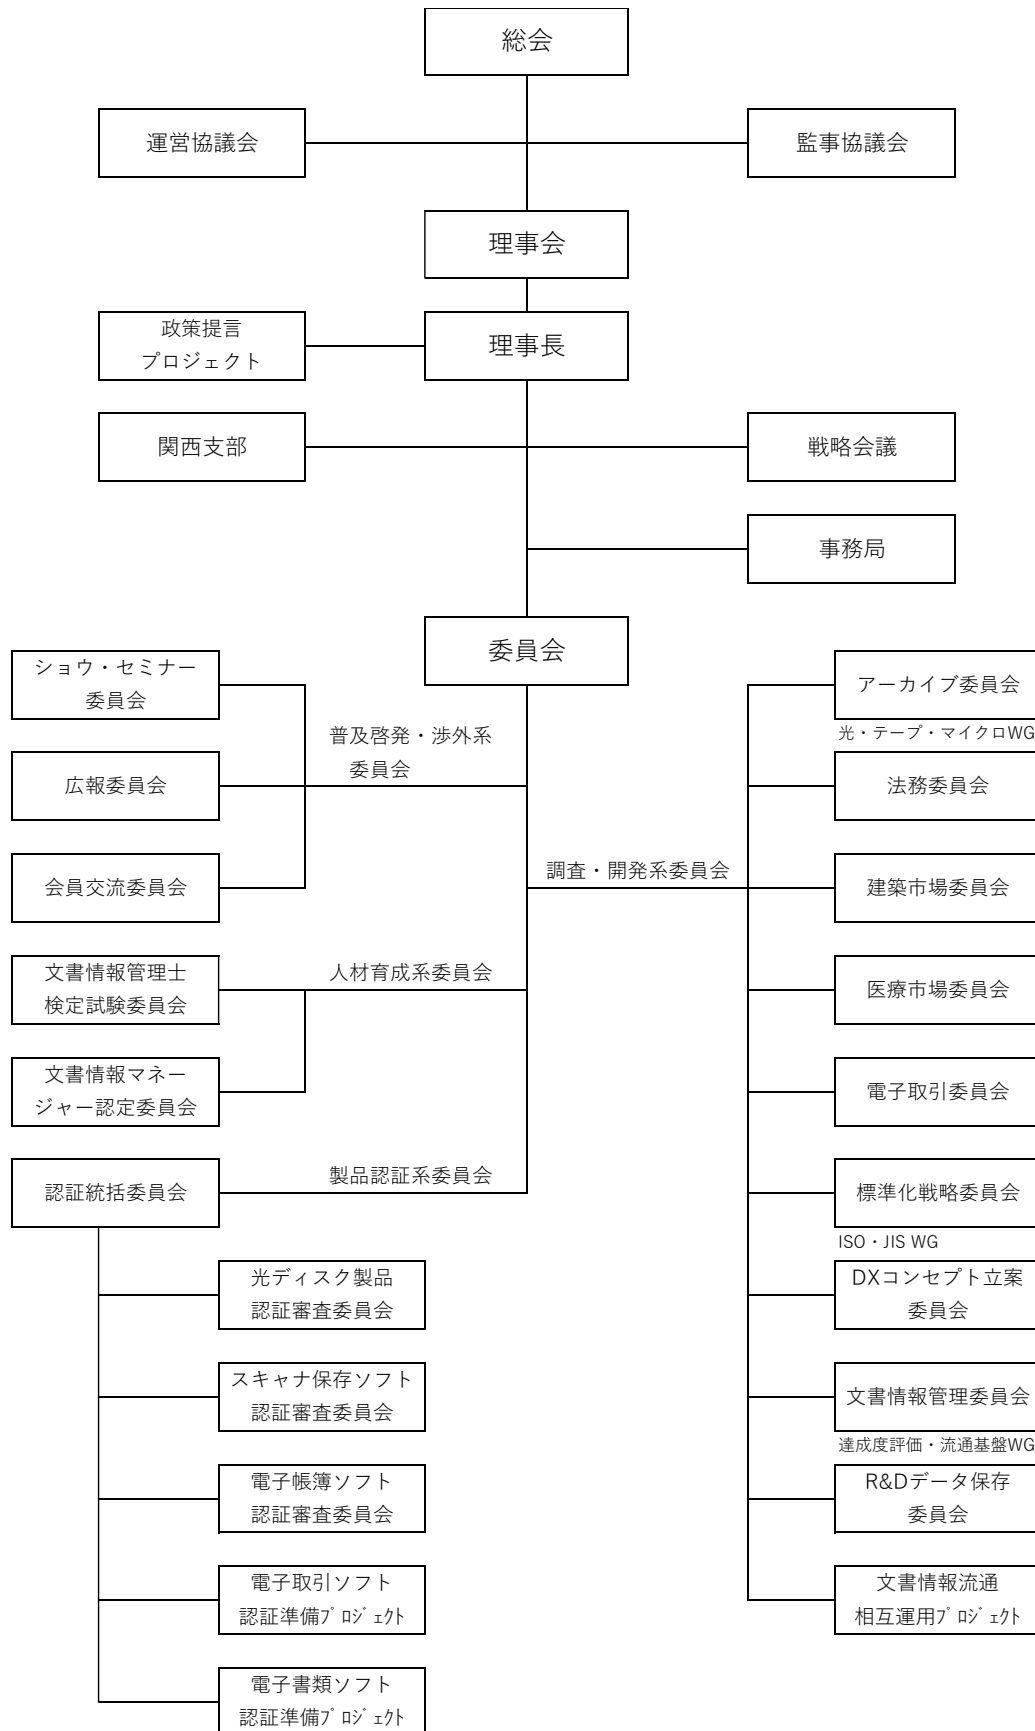 総会
運営協議会
監事協議会
理事会
政策提言
プロジェクト
理事長
関西支部
戦略会議
事務局
委員会
ショウ・セミナー
委員会
普及啓発・渉外系
委員会
広報委員会
会員交流委員会
人材育成系委員会
文書情報管理士
検定試験委員会
文書情報マネー
ジャー認定委員会
製品認証系委員会
認証統括委員会
光ディスク製品
認証審査委員会
スキャナ保存ソフト
認証審査委員会
電子帳簿ソフト
認証審査委員会
電子取引ソフト
認証準備ﾌﾟﾛｼﾞｪｸﾄ
電子書類ソフト
認証準備ﾌﾟﾛｼﾞｪｸﾄ
調査・開発系委員会
アーカイブ委員会
光・テープ・マイクロWG
法務委員会
建築市場委員会
医療市場委員会
電子取引委員会
標準化戦略委員会
ISO・JIS WG
DXコンセプト立案
委員会
文書情報管理委員会
達成度評価・流通基盤WG
R&Dデータ保存
委員会
文書情報流通
相互運用ﾌﾟﾛｼﾞｪｸﾄ